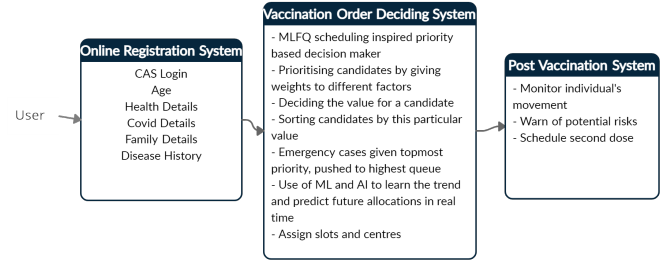 User
Online Registration System
CAS Login
Age
Health Details
Covid Details
Family Details
Disease History
Vaccination Order Deciding System
- MLFQ scheduling inspired priority
based decision maker
- Prioritising candidates by giving
weights to different factors
- Deciding the value for a candidate
- Sorting candidates by this particular
value
- Emergency cases given topmost
priority, pushed to highest queue
- Use of ML and AI to learn the trend
and predict future allocations in real
time
- Assign slots and centres
Post Vaccination System
- Monitor individual's
movement
- Warn of potential risks
- Schedule second dose